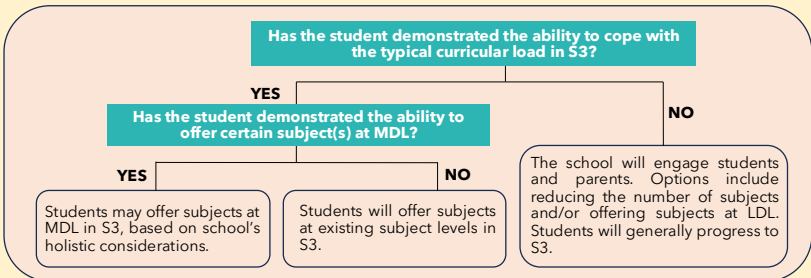 Has the student demonstrated the ability to cope with
the typical curricular load in S3?
YES
Has the student demonstrated the ability to
offer certain subject(s) at MDL?
NO
YES
NO
Students may offer subjects at
MDL in S3, based on school's
holistic considerations.
Students will offer subjects
at existing subject levels in
S3.
The school will engage students
and parents. Options include
reducing the number of subjects
and/or offering subjects at LDL.
Students will generally progress to
S3.